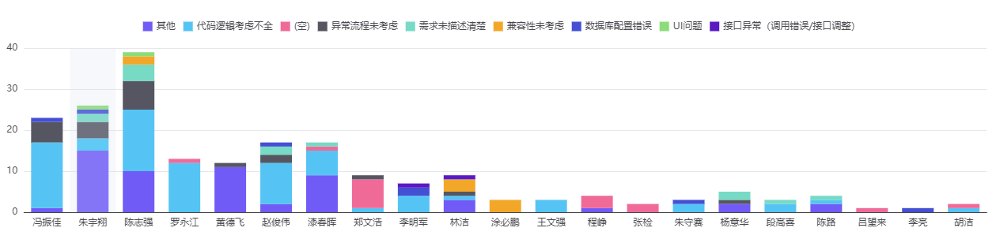 其他 代码逻辑考虑不全 (空) 异常流程未考虑 需求未描述清楚 兼容性未考虑 数据库配置错误 UI问题 接口异常（调用错误/接口调整）
40
30
20
10
0
冯振佳 朱宇翔 陈志强 罗永江 黄德飞 赵俊伟 漆春晖 郑文浩 李明军 林洁 涂必鹏 王文强 程峥 张检 朱守赛 杨意华 段高喜 陈路 吕望来 李亮 胡洁